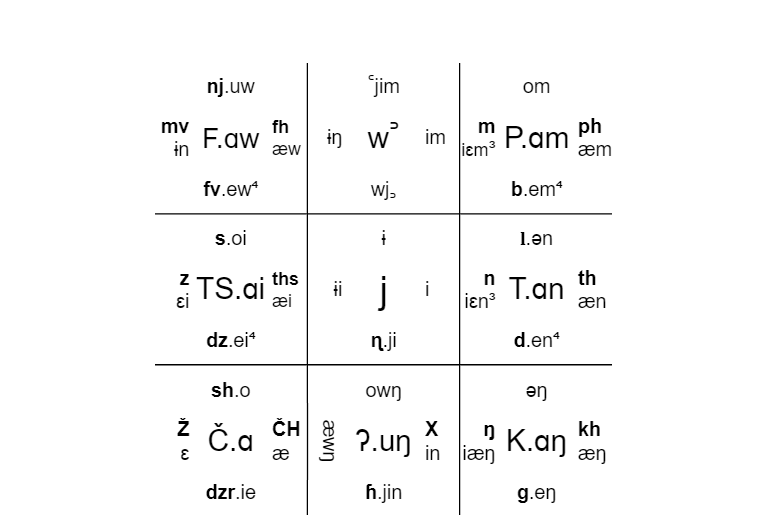 nj.uw ʿjim om
mv F.ɑw fh ɨŋ wᵓ im m P.ɑm ph
ɨn æw iɛm³ æm
fv.ew⁴ wjꜿ b.em⁴
s.oi ɨ l.ən
z TS.ɑi ths ɨi j i n T.ɑn th
ɛi æi iɛn³ æn
dz.ei⁴ ɳ.ji d.en⁴
sh.o owŋ əŋ
Ž Č.ɑ ČH æwŋ ʔ.uŋ X ŋ K.ɑŋ kh
ɛ æ in iæŋ æŋ
dzr.ie ɦ.jin g.eŋ